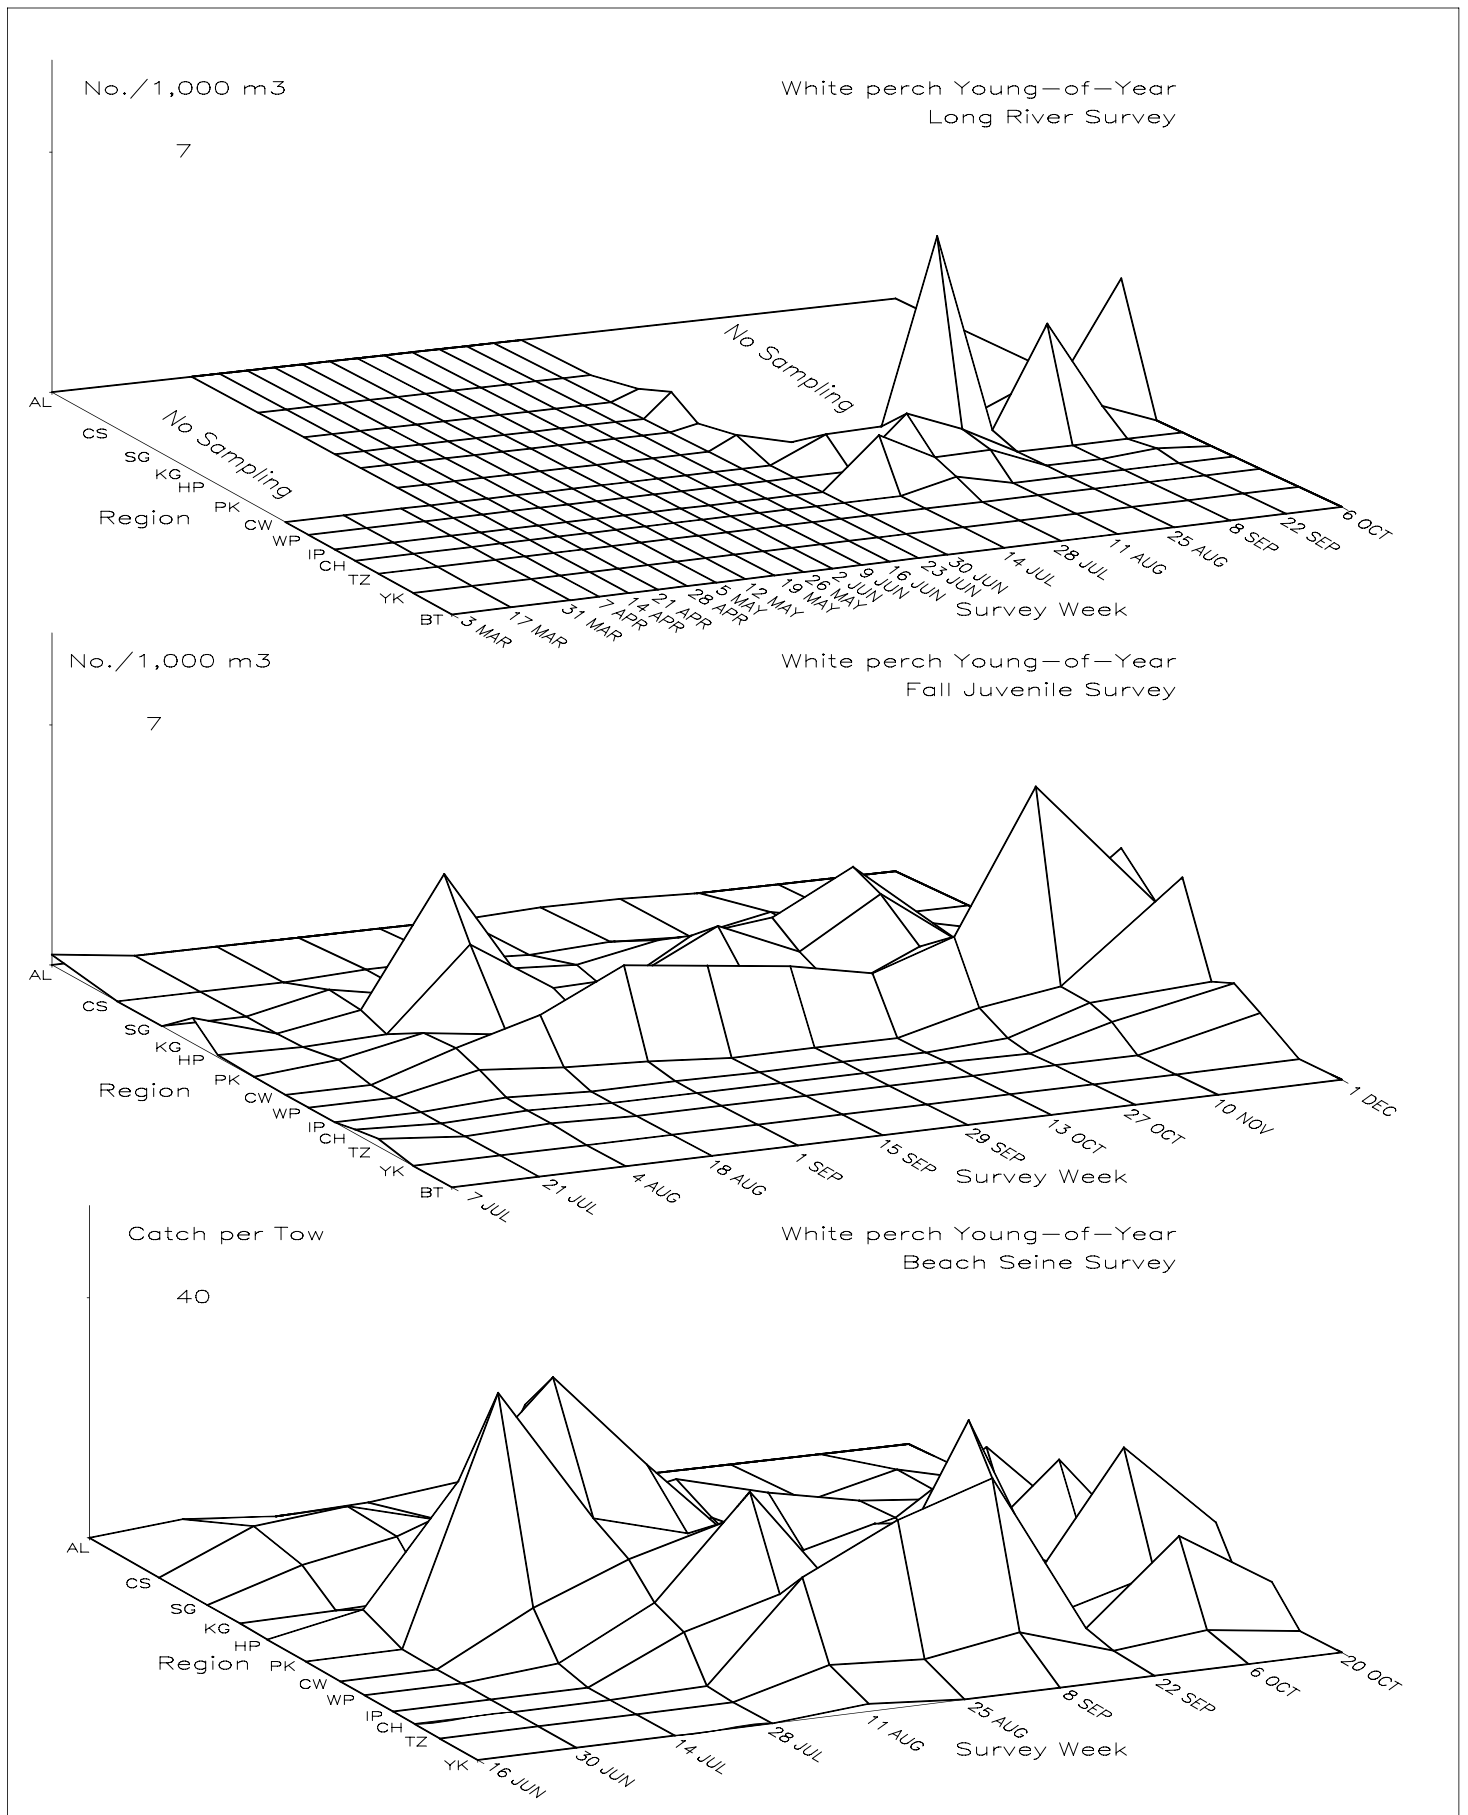 No./1,000 m3
White perch Young-of-Year
Long River Survey
7
No Sampling
No Sampling
AL
CS
SG
KG
HP
PK
CW
WP
IP
CH
TZ
YK
BT
Region
3 MAR
17 MAR
31 MAR
7 APR
14 APR
21 APR
28 APR
5 MAY
12 MAY
19 MAY
26 MAY
2 JUN
9 JUN
16 JUN
23 JUN
30 JUN
14 JUL
28 JUL
11 AUG
25 AUG
8 SEP
22 SEP
6 OCT
Survey Week
No./1,000 m3
White perch Young-of-Year
Fall Juvenile Survey
7
AL
CS
SG
KG
HP
PK
CW
WP
IP
CH
TZ
YK
BT
Region
7 JUL
21 JUL
4 AUG
18 AUG
1 SEP
15 SEP
29 SEP
13 OCT
27 OCT
10 NOV
1 DEC
Survey Week
Catch per Tow
White perch Young-of-Year
Beach Seine Survey
40
AL
CS
SG
KG
HP
PK
CW
WP
IP
CH
TZ
YK
Region
16 JUN
30 JUN
14 JUL
28 JUL
11 AUG
25 AUG
8 SEP
22 SEP
6 OCT
20 OCT
Survey Week